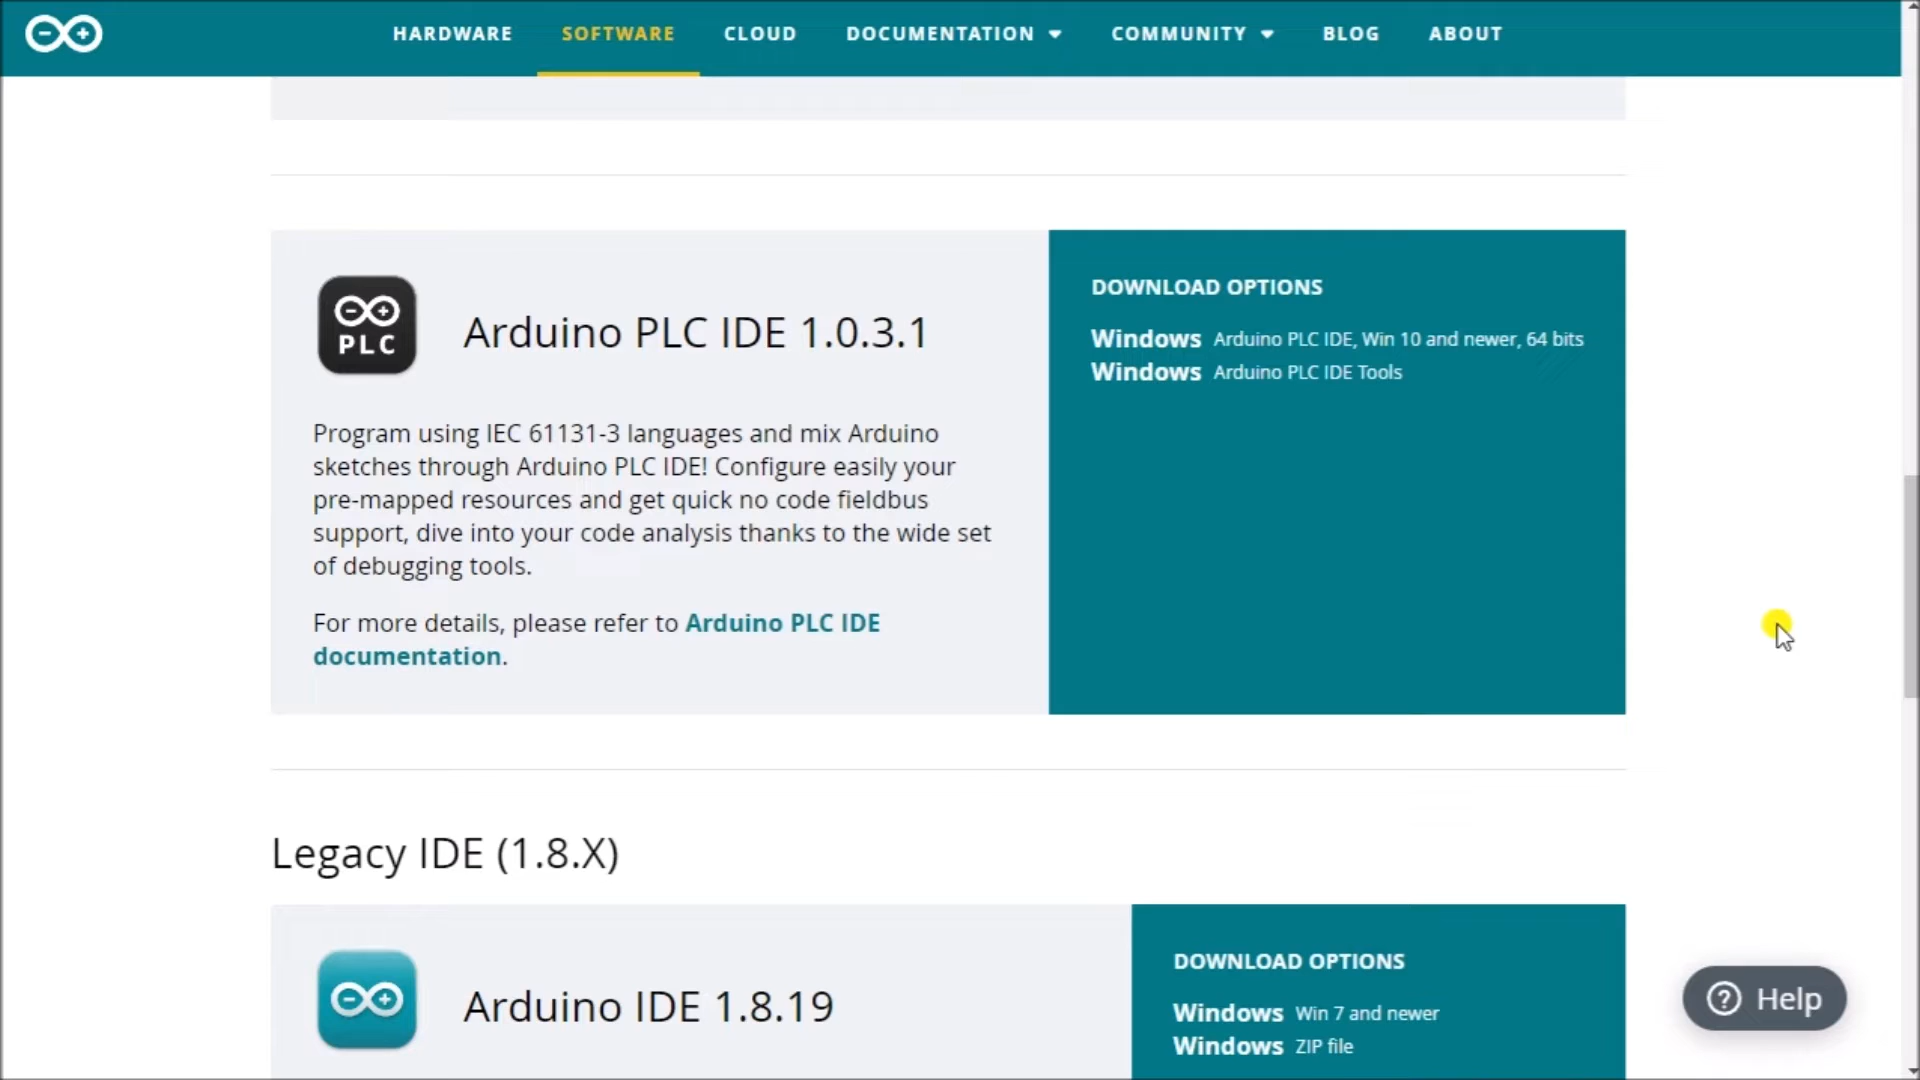 HARDWARE SOFTWARE CLOUD DOCUMENTATION COMMUNITY BLOG ABOUT
PLC
Arduino PLC IDE 1.0.3.1
Program using IEC 61131-3 languages and mix Arduino
sketches through Arduino PLC IDE! Configure easily your
pre-mapped resources and get quick no code fieldbus
support, dive into your code analysis thanks to the wide set
of debugging tools.
For more details, please refer to Arduino PLC IDE
documentation.
DOWNLOAD OPTIONS
Windows Arduino PLC IDE, Win 10 and newer, 64 bits
Windows Arduino PLC IDE Tools
Legacy IDE (1.8.X)
Arduino IDE 1.8.19
DOWNLOAD OPTIONS
Windows Win 7 and newer
Windows ZIP file
? Help